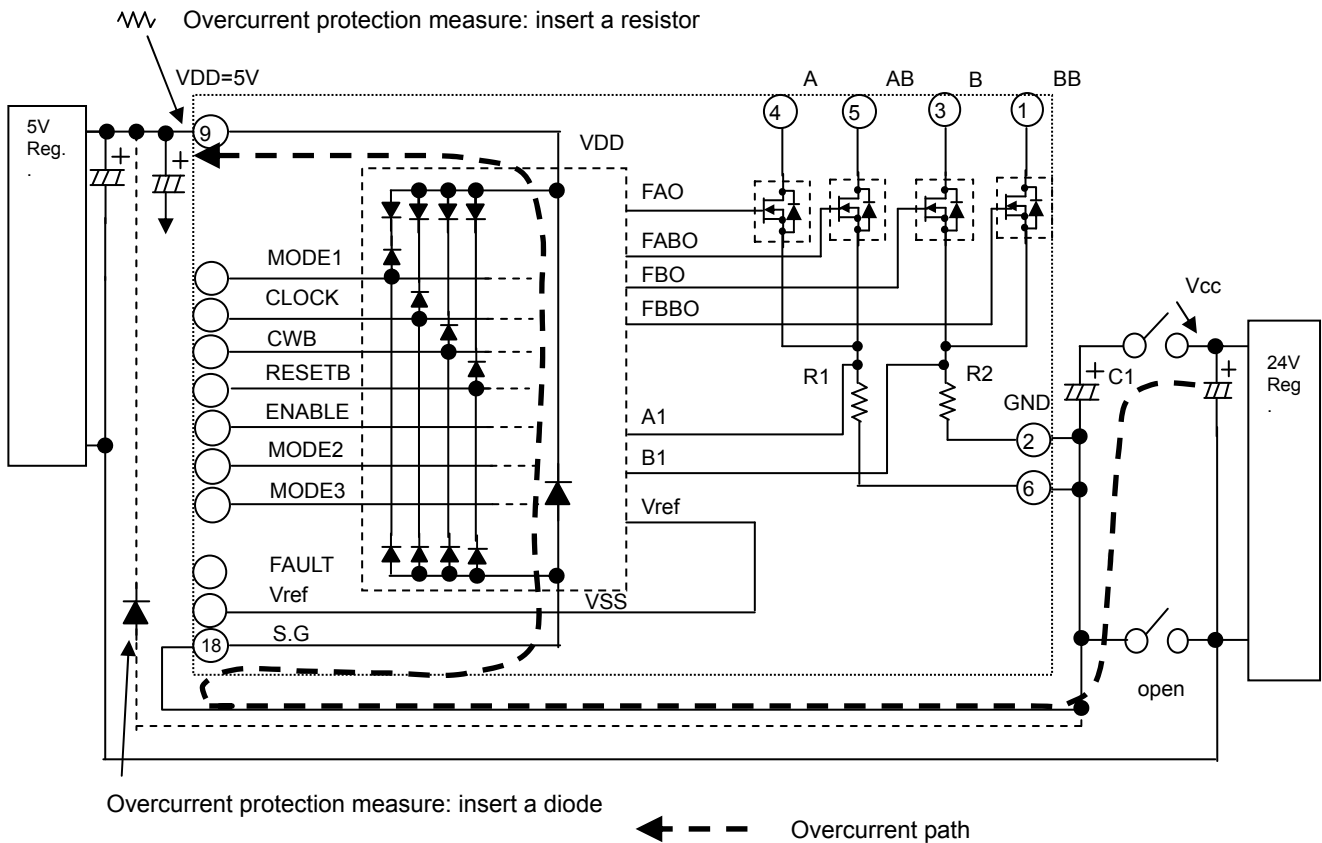 Overcurrent protection measure: insert a resistor
VDD=5V
A
AB
B
BB
4
5
3
1
5V
Reg.
.
9
VDD
FAO
FABO
FBO
FBBO
MODE1
CLOCK
CWB
RESETB
ENABLE
MODE2
MODE3
FAULT
Vref
S.G
18
VSS
A1
B1
Vref
R1
R2
GND
2
6
+
+
+
C1
+
Vcc
24V
Reg
.
open
Overcurrent protection measure: insert a diode
Overcurrent path